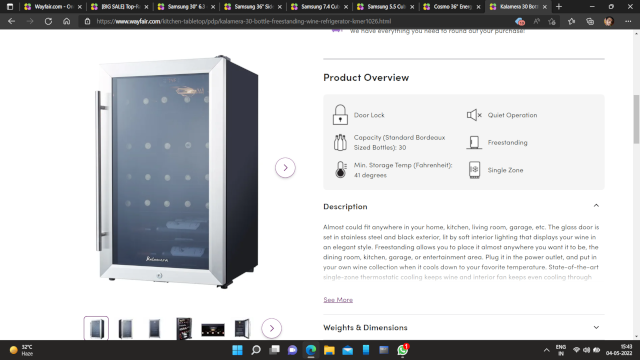 Wayfair.com - Or
[BIG SALE] Top-R
Samsung 30" 6.3
Samsung 36" Sid
Samsung 7.4 Cub
Samsung 5.5 Cub
Cosmo 36" Energ
Kalamera 30 Bott
https://www.wayfair.com/kitchen-tabletop/pdp/kalamera-30-bottle-freestanding-wine-refrigerator-kmer1026.html
We have everything you need to round out your purchase!
Product Overview
Door Lock
Quiet Operation
Capacity (Standard Bordeaux
Sized Bottles): 30
Freestanding
Min. Storage Temp (Fahrenheit):
41 degrees
Single Zone
Description
Almost could fit anywhere in your home, kitchen, living room, garage, etc. The glass door is
set in stainless steel and black exterior, lit by soft interior lighting that displays your wine in
an elegant style. Freestanding allows you to place it almost anywhere you want it to be, the
dining room, kitchen, garage, or entertainment area. Plug it in the power outlet, and put in
your own wine collection when it cools down to your favorite temperature. State-of-the-art
single-zone thermostatic cooling keeps wine and interior fan keeps even cooling through
See More
Weights & Dimensions
Kalamera
32°C
Haze
ENG
IN
15:43
04-05-2023